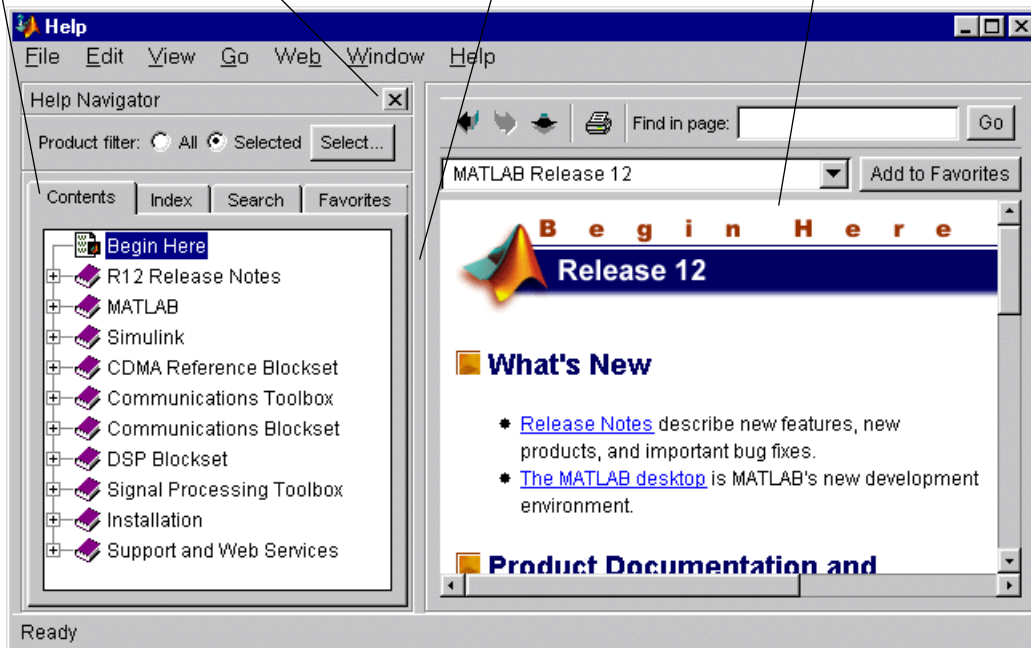 Help
File Edit View Go Web Window Help
Help Navigator
Product filter: All Selected Select...
Contents Index Search Favorites
Begin Here
R12 Release Notes
MATLAB
Simulink
CDMA Reference Blockset
Communications Toolbox
Communications Blockset
DSP Blockset
Signal Processing Toolbox
Installation
Support and Web Services
Find in page: Go
MATLAB Release 12 Add to Favorites
Begin Here
Release 12
What's New
Release Notes describe new features, new
products, and important bug fixes.
The MATLAB desktop is MATLAB's new development
environment.
Product Documentation and
Ready